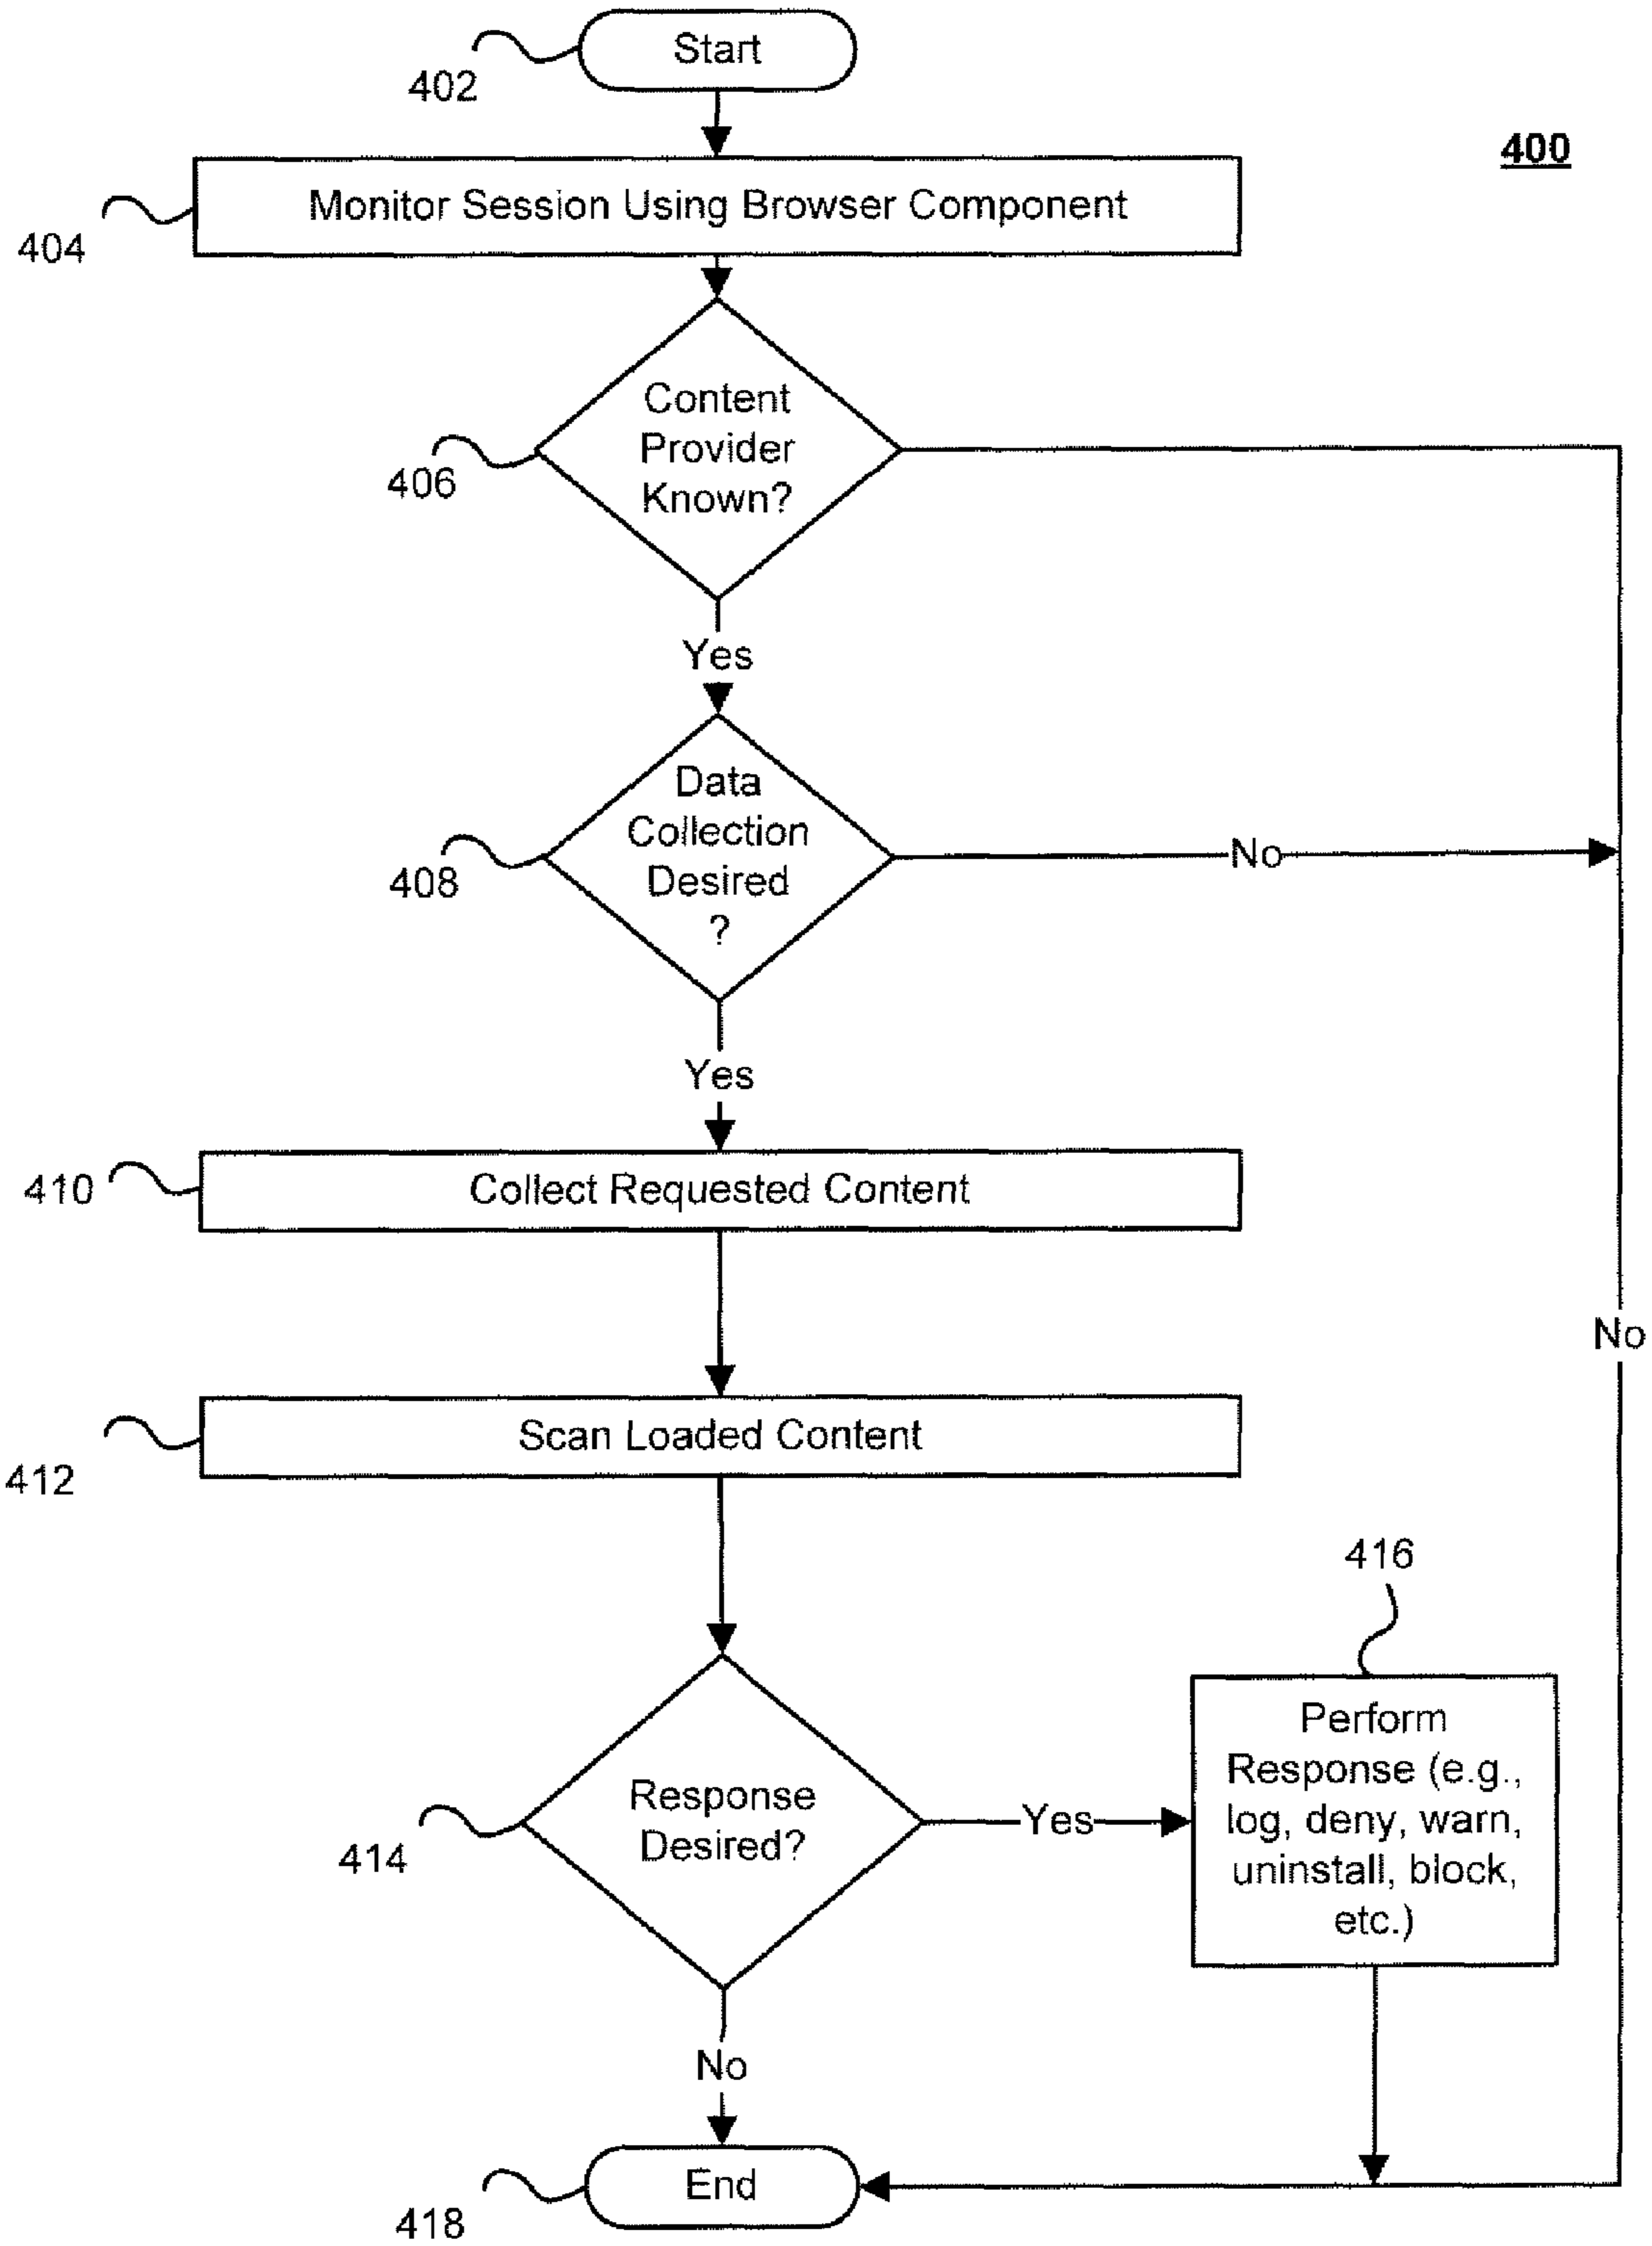 Start
402
400
Monitor Session Using Browser Component
404
Content
Provider
Known?
406
Yes
Data
Collection
Desired
?
408
No
Yes
Collect Requested Content
410
No
Scan Loaded Content
412
416
Perform
Response (e.g.,
log, deny, warn,
uninstall, block,
etc.)
Response
Desired?
Yes
414
No
End
418